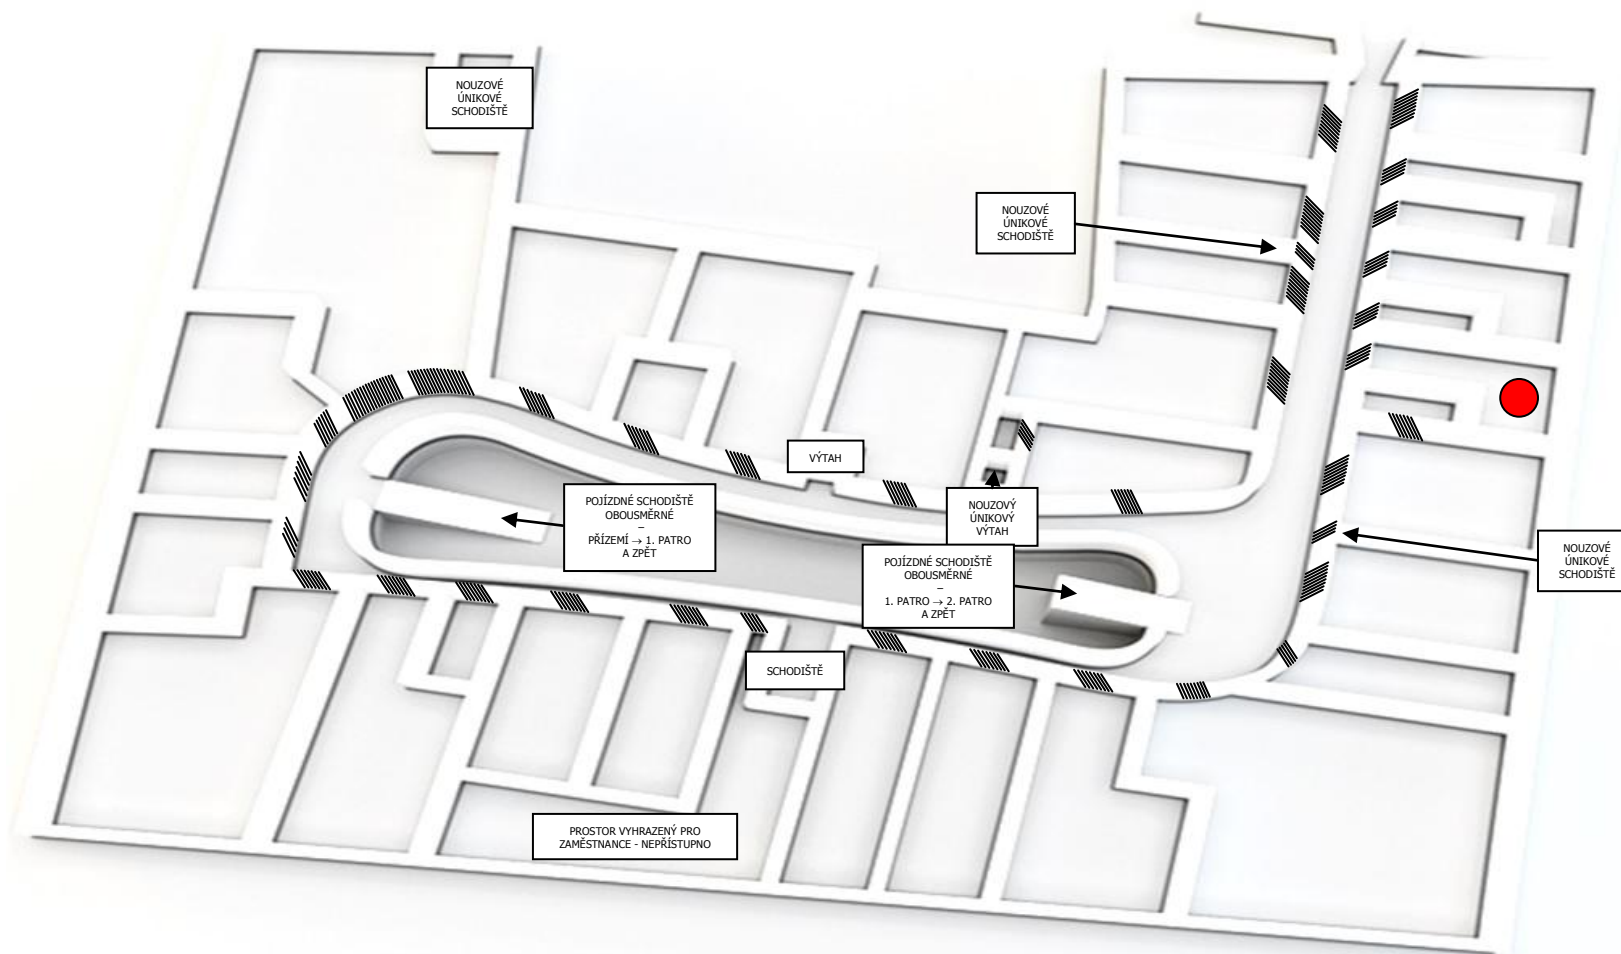 NOUZOVÉ
ÚNIKOVÉ
SCHODIŠTĚ
NOUZOVÉ
ÚNIKOVÉ
SCHODIŠTĚ
VÝTAH
POJÍZDNÉ SCHODIŠTĚ
OBOUSMĚRNÉ
–
PŘÍZEMÍ → 1. PATRO
A ZPĚT
NOUZOVÝ
ÚNIKOVÝ
VÝTAH
POJÍZDNÉ SCHODIŠTĚ
OBOUSMĚRNÉ
–
1. PATRO → 2. PATRO
A ZPĚT
NOUZOVÉ
ÚNIKOVÉ
SCHODIŠTĚ
SCHODIŠTĚ
PROSTOR VYHRAZENÝ PRO
ZAMĚSTNANCE - NEPŘÍSTUPNO